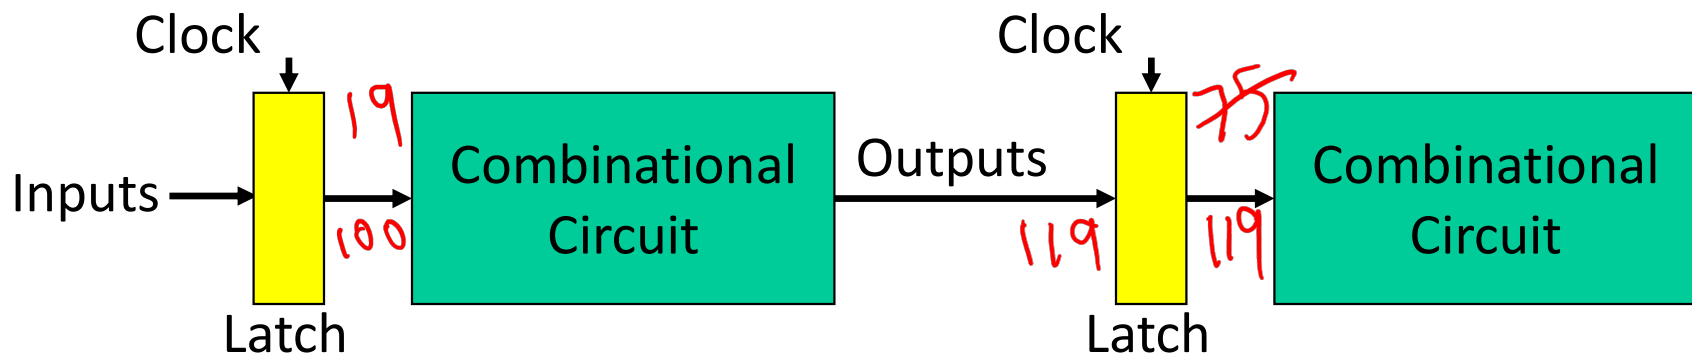 Clock
Clock
19
75
Inputs
Combinational
Circuit
Outputs
Combinational
Circuit
100
119
119
Latch
Latch